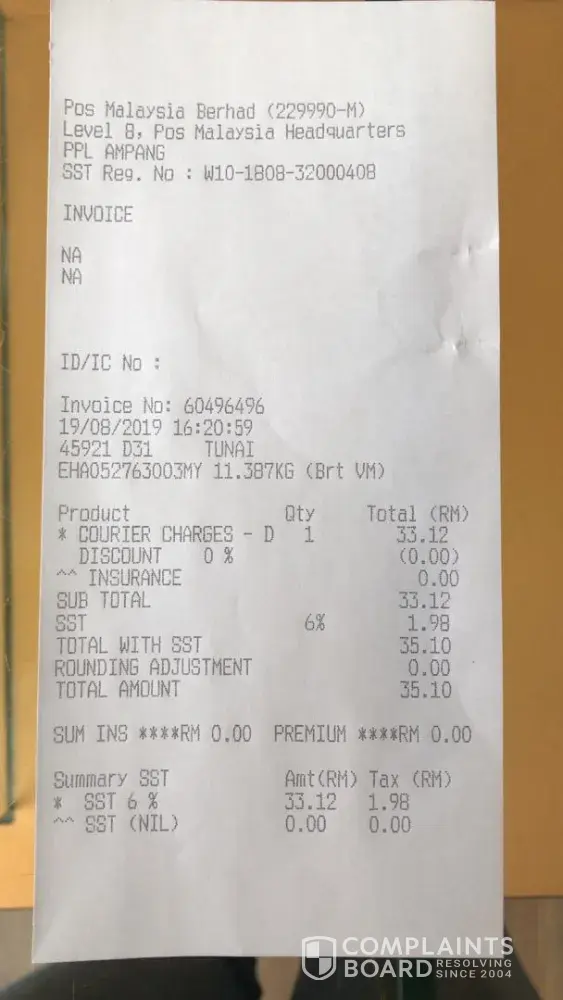 Pos Malaysia Berhad (229990-M)
Level 8, Pos Malaysia Headquarters
PPL AMPANG
SST Reg. No : W10-1808-32000408
INVOICE
NA
NA
ID/IC No :
Invoice No: 60496496
19/08/2019 16:20:59
45921 D31 TUNAI
EHA052763003MY 11.387KG (Brt VM)
Product Qty Total (RM)
* COURIER CHARGES - D 1 33.12
DISCOUNT 0 % (0.00)
^^ INSURANCE 0.00
SUB TOTAL 33.12
SST 6% 1.98
TOTAL WITH SST 35.10
ROUNDING ADJUSTMENT 0.00
TOTAL AMOUNT 35.10
SUM INS ****RM 0.00 PREMIUM ****RM 0.00
Summary SST Amt(RM) Tax (RM)
* SST 6 % 33.12 1.98
^^ SST (NIL) 0.00 0.00
COMPLAINTS
BOARD RESOLVING SINCE 2004